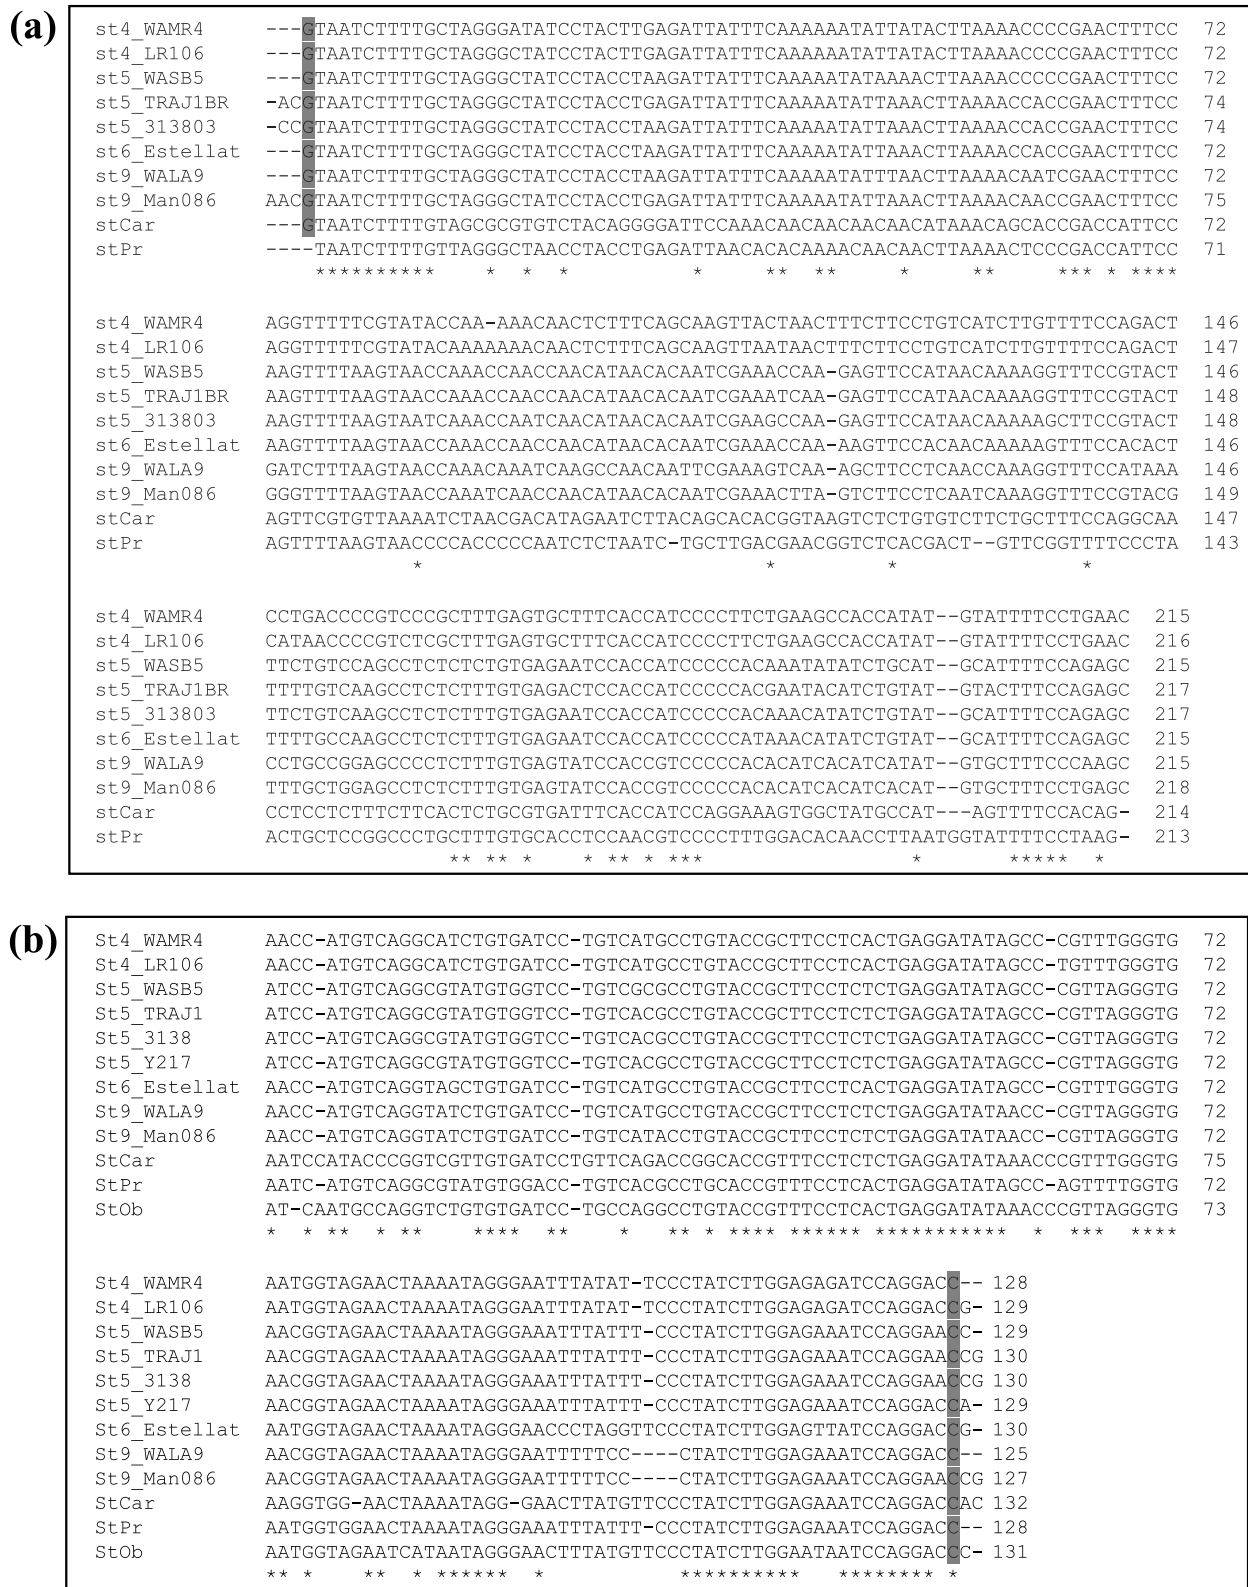 (a)
st4_WAMR4 ---GTAATCTTTTGCTAGGGATATCCTACTTGAGATTATTTCAAAAAATATTATACTTAAAACCCCGAACTTTCC 72
st4_LR106 ---GTAATCTTTTGCTAGGGCTATCCTACTTGAGATTATTTCAAAAAATATTATACTTAAAACCCCGAACTTTCC 72
st5_WASB5 ---GTAATCTTTTGCTAGGGCTATCCTACCTAAGATTATTTCAAAAAATATAAAACTTAAAACCCCCGAACTTTCC 72
st5_TRAJ1BR -ACGTAATCTTTTGCTAGGGCTATCCTACCTGAGATTATTTCAAAAAATATTAAACTTAAAACCACCGAACTTTCC 74
st5_313803 -CCGTAATCTTTTGCTAGGGCTATCCTACCTAAGATTATTTCAAAAAATATTAAACTTAAAACCACCGAACTTTCC 74
st6_Estellat ---GTAATCTTTTGCTAGGGCTATCCTACCTAAGATTATTTCAAAAAATATTAAACTTAAAACCACCGAACTTTCC 72
st9_WALA9 ---GTAATCTTTTGCTAGGGCTATCCTACCTAAGATTATTTCAAAAAATATTTAACTTAAAACAATCGAACTTTCC 72
st9_Man086 AACGTAATCTTTTGCTAGGGCTATCCTACCTGAGATTATTTCAAAAAATATTTAACTTAAAACAACCGAACTTTCC 75
stCar ---GTAATCTTTTGTAGCGCGTGTCTACAGGGGATTCCAAACAACAACAACAACATAAACAGCACCGACCATTCC 72
stPr ----TAATCTTTTGTTAGGGCTAACCTACCTGAGATTAACACACAAAACAACAACTTAAAACTCCCGACCATTCC 71
********** * * * * ** ** * ** *** * ****
st4_WAMR4 AGGTTTTTCGTATACCAA-AAACAACTCTTTCAGCAAGTTACTAACTTTCTTCCTGTCATCTTGTTTTCCAGACT 146
st4_LR106 AGGTTTTTCGTATACAAAAAAACAACTCTTTCAGCAAGTTAATAACTTTCTTCCTGTCATCTTGTTTTCCAGACT 147
st5_WASB5 AAGTTTTAAGTAACCAAACCAACCAACATAACACAATCGAAACCAA-GAGTTCCATAACAAAAGGTTTCCGTACT 146
st5_TRAJ1BR AAGTTTTAAGTAACCAAACCAACCAACATAACACAATCGAAATCAA-GAGTTCCATAACAAAAGGTTTCCGTACT 148
st5_313803 AAGTTTTAAGTAATCAAACCAATCAACATAACACAATCGAAGCCAA-GAGTTCCATAACAAAAAGCTTCCGTACT 148
st6_Estellat AAGTTTTAAGTAACCAAACCAACCAACATAACACAATCGAAACCAA-AAGTTCCACAACAAAAAGTTTCCACACT 146
st9_WALA9 GATCTTTAAGTAACCAAACAAATCAAGCCAACAATTCGAAAGTCAA-AGCTTCCTCAACCAAAGGTTTCCATAAA 146
st9_Man086 GGGTTTTAAGTAACCAAATCAACCAACATAACACAATCGAAACTTA-GTCTTCCTCAATCAAAGGTTTCCGTACG 149
stCar AGTTCGTGTTAAAATCTAACGACATAGAATCTTACAGCACACGGTAAGTCTCTGTGTCTTCTGCTTTCCAGGCAA 147
stPr AGTTTTAAGTAACCCCACCCCCAATCTCTAATC-TGCTTGACGAACGGTCTCACGACT--GTTCGGTTTTCCCTA 143
* * * *
st4_WAMR4 CCTGACCCCGTCCCGCTTTGAGTGCTTTCACCATCCCCTTCTGAAGCCACCATAT--GTATTTTCCTGAAC 215
st4_LR106 CATAACCCCGTCTCGCTTTGAGTGCTTTCACCATCCCCTTCTGAAGCCACCATAT--GTATTTTCCTGAAC 216
st5_WASB5 TTCTGTCCAGCCTCTCTCTGTGAGAATCCACCATCCCCCACAAATATATCTGCAT--GCATTTTCCAGAGC 215
st5_TRAJ1BR TTTTGTCAAGCCTCTCTTTGTGAGACTCCACCATCCCCCACGAATACATCTGTAT--GTACTTTCCAGAGC 217
st5_313803 TTCTGTCAAGCCTCTCTTTGTGAGAATCCACCATCCCCCACAAACATATCTGTAT--GCATTTTCCAGAGC 217
st6_Estellat TTTTGCCAAGCCTCTCTTTGTGAGAATCCACCATCCCCCATAAACATATCTGTAT--GCATTTTCCAGAGC 215
st9_WALA9 CCTGCCGGAGCCCCTCTTTGTGAGTATCCACCGTCCCCCACACATCACATCATAT--GTGCTTTCCCAAGC 215
st9_Man086 TTTGCTGGAGCCTCTCTTTGTGAGTATCCACCGTCCCCCACACATCACATCACAT--GTGCTTTCCTGAGC 218
stCar CCTCCTCTTTCTTCACTCTGCGTGATTTCACCATCCAGGAAAGTGGCTATGCCAT---AGTTTTCCACAG- 214
stPr ACTGCTCCGGCCCTGCTTTGTGCACCTCCAACGTCCCCTTTGGACACAACCTTAATGGTATTTTCCTAAG- 213
** ** * * ** * *** * ***** *
(b)
St4_WAMR4 AACC-ATGTCAGGCATCTGTGATCC-TGTCATGCCTGTACCGCTTCCTCACTGAGGATATAGCC-CGTTTGGGTG 72
St4_LR106 AACC-ATGTCAGGCATCTGTGATCC-TGTCATGCCTGTACCGCTTCCTCACTGAGGATATAGCC-TGTTTGGGTG 72
St5_WASB5 ATCC-ATGTCAGGCGTATGTGGTCC-TGTCGCGCCTGTACCGCTTCCTCTCTGAGGATATAGCC-CGTTAGGGTG 72
St5_TRAJ1 ATCC-ATGTCAGGCGTATGTGGTCC-TGTCACGCCTGTACCGCTTCCTCTCTGAGGATATAGCC-CGTTAGGGTG 72
St5_3138 ATCC-ATGTCAGGCGTATGTGGTCC-TGTCACGCCTGTACCGCTTCCTCTCTGAGGATATAGCC-CGTTAGGGTG 72
St5_Y217 ATCC-ATGTCAGGCGTATGTGGTCC-TGTCACGCCTGTACCGCTTCCTCTCTGAGGATATAGCC-CGTTAGGGTG 72
St6_Estellat AACC-ATGTCAGGTAGCTGTGATCC-TGTCATGCCTGTACCGCTTCCTCACTGAGGATATAGCC-CGTTTGGGTG 72
St9_WALA9 AACC-ATGTCAGGTATCTGTGATCC-TGTCATGCCTGTACCGCTTCCTCTCTGAGGATATAACC-CGTTAGGGTG 72
St9_Man086 AACC-ATGTCAGGTATCTGTGATCC-TGTCATACCTGTACCGCTTCCTCTCTGAGGATATAACC-CGTTAGGGTG 72
StCar AATCCATACCCGGTCGTTGTGATCCTGTTCAGACCGGCACCGTTTCCTCTCTGAGGATATAAACCCGTTTGGGTG 75
StPr AATC-ATGTCAGGCGTATGTGGACC-TGTCACGCCTGCACCGTTTCCTCACTGAGGATATAGCC-AGTTTTGGTG 72
StOb AT-CAATGCCAGGTCTGTGTGATCC-TGCCAGGCCTGTACCGTTTCCTCACTGAGGATATAAACCCGTTAGGGTG 73
* * ** * ** **** ** * ** * **** ****** *********** * *** ****
St4_WAMR4 AATGGTAGAACTAAAATAGGGAATTTATAT-TCCCTATCTTGGAGAGATCCAGGACC-- 128
St4_LR106 AATGGTAGAACTAAAATAGGGAATTTATAT-TCCCTATCTTGGAGAGATCCAGGACCG- 129
St5_WASB5 AACGGTAGAACTAAAATAGGGAAATTTATTT-CCCTATCTTGGAGAAATCCAGGAACC- 129
St5_TRAJ1 AACGGTAGAACTAAAATAGGGAAATTTATTT-CCCTATCTTGGAGAAATCCAGGAACCG 130
St5_3138 AACGGTAGAACTAAAATAGGGAAATTTATTT-CCCTATCTTGGAGAAATCCAGGAACCG 130
St5_Y217 AACGGTAGAACTAAAATAGGGAAATTTATTT-CCCTATCTTGGAGAAATCCAGGACCA- 129
St6_Estellat AATGGTAGAACTAAAATAGGGAACCCTAGGTTCCCTATCTTGGAGTTATCCAGGACCG- 130
St9_WALA9 AACGGTAGAACTAAAATAGGGAATTTTTCC----CTATCTTGGAGAAATCCAGGACC-- 125
St9_Man086 AACGGTAGAACTAAAATAGGGAATTTTTCC----CTATCTTGGAGAAATCCAGGAACCG 127
StCar AAGGTGG-AACTAAAATAGG-GAACTTATGTTCCCTATCTTGGAGAAATCCAGGACCAC 132
StPr AATGGTGGAACTAAAATAGGGAAATTTATTT-CCCTATCTTGGAGAAATCCAGGACC-- 128
StOb AATGGTAGAATCATAATAGGGAACTTTATGTTCCCTATCTTGGAATAATCCAGGACCC- 131
** * ** * ****** * ********** ******** *